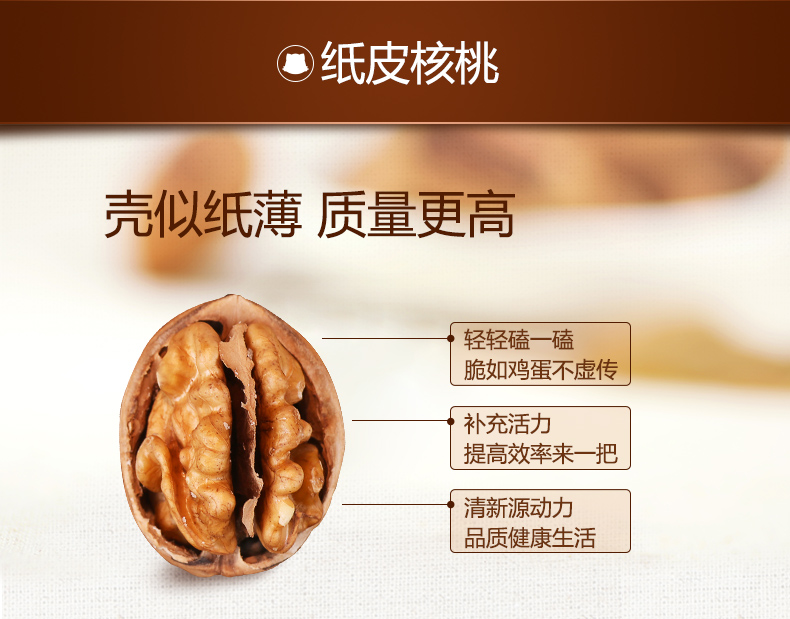 纸皮核桃
壳似纸薄 质量更高
轻轻磕一磕
脆如鸡蛋不虚传
补充活力
提高效率来一把
清新源动力
品质健康生活